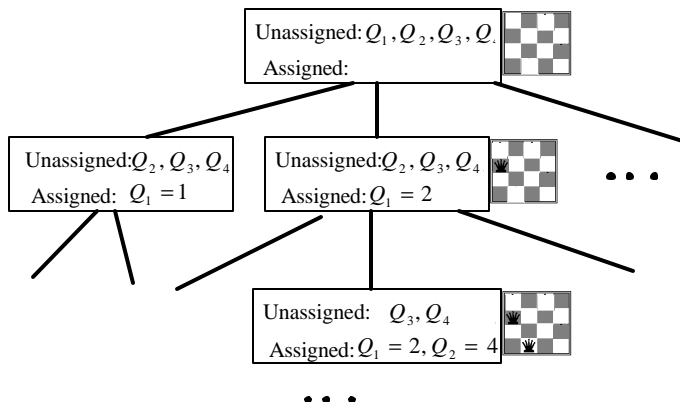 Unassigned: Q₁, Q₂, Q₃, Q
Assigned:
Unassigned: Q₂, Q₃, Q₄
Assigned: Q₁ = 1
Unassigned: Q₂, Q₃, Q₄
Assigned: Q₁ = 2
Unassigned: Q₃, Q₄
Assigned: Q₁ = 2, Q₂ = 4